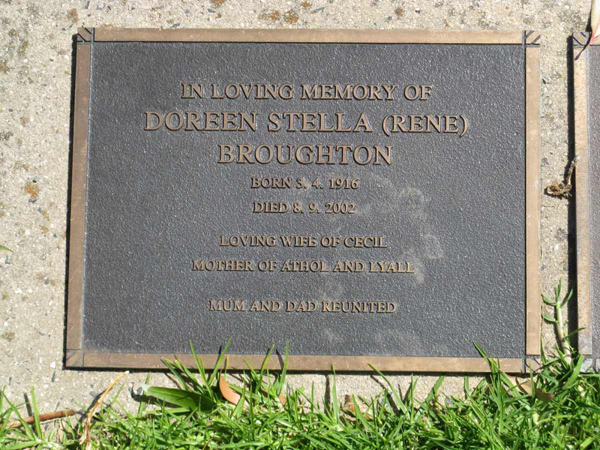 IN LOVING MEMORY OF
DOREEN STELLA (RENE)
BROUGHTON
BORN 3. 4. 1916
DIED 8. 9. 2002
LOVING WIFE OF CECIL
MOTHER OF ATHOL AND LYALL
MUM AND DAD REUNITED